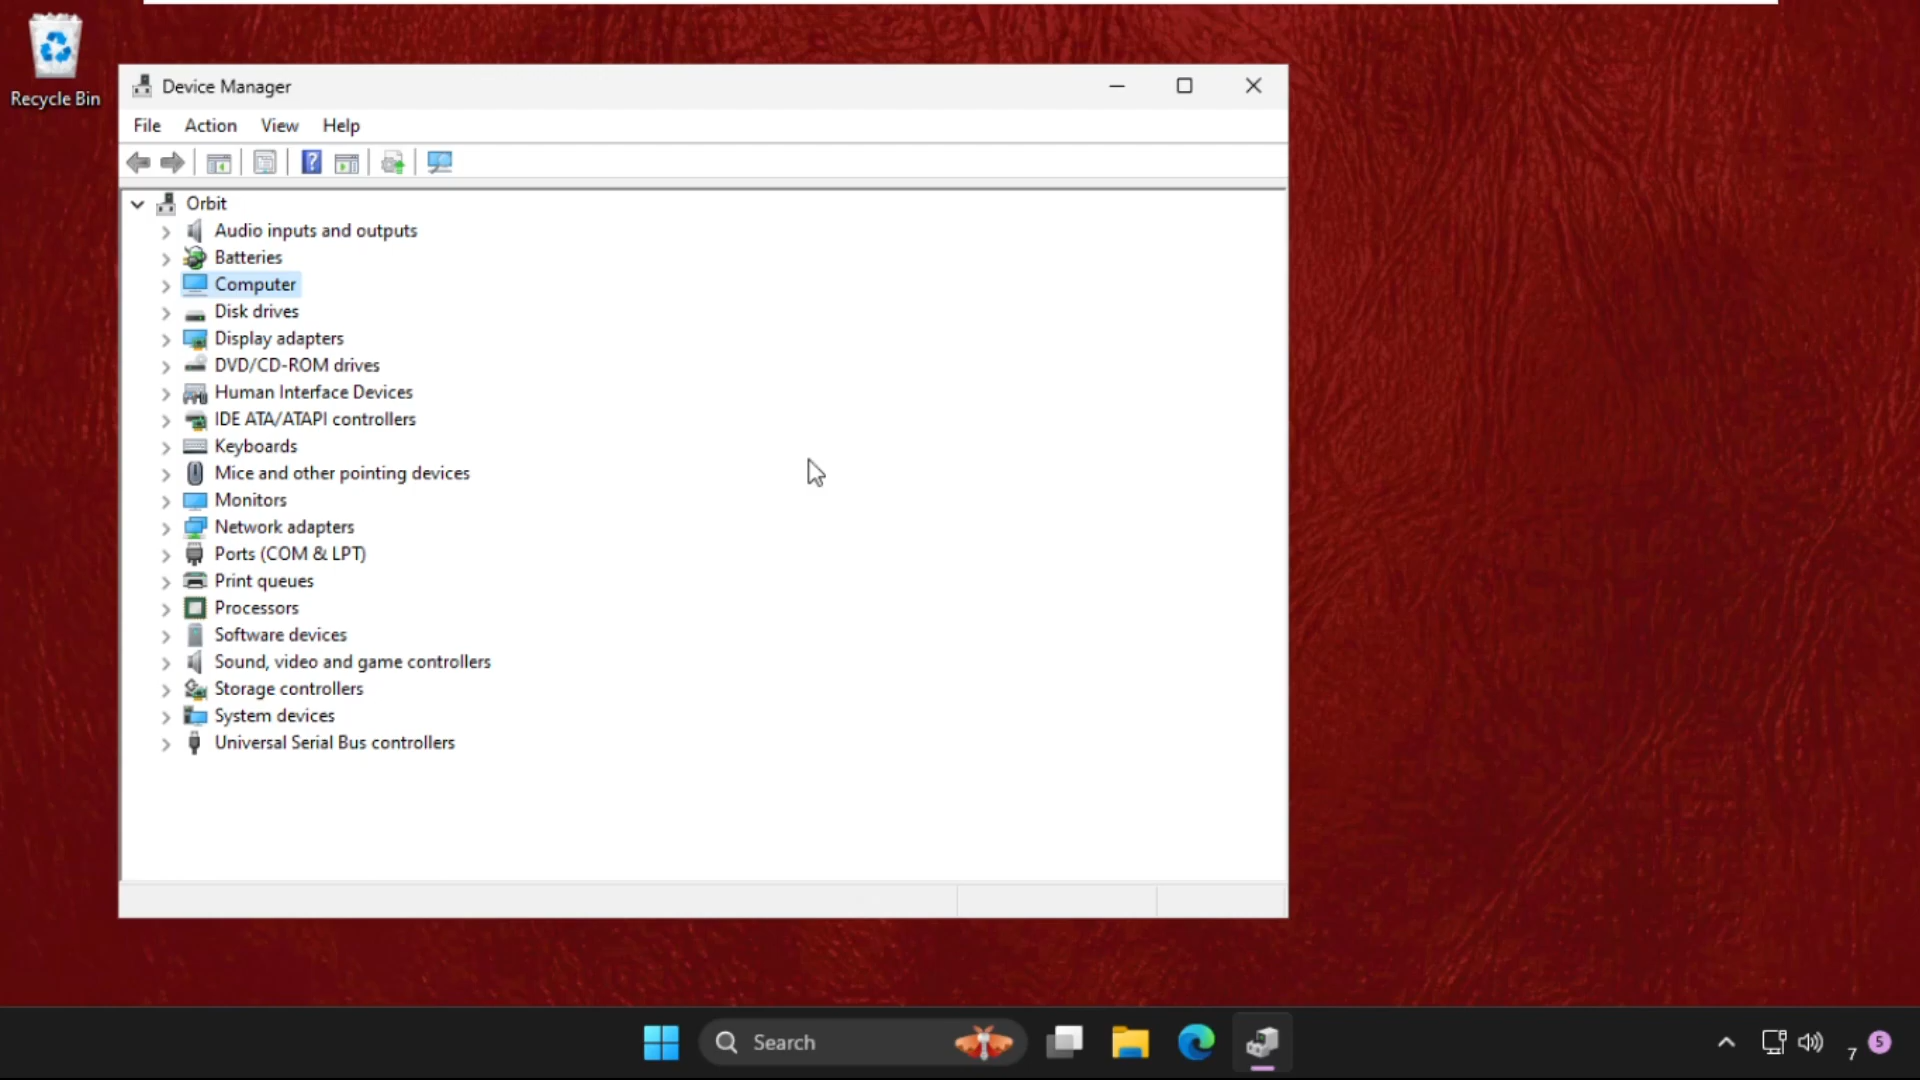 Recycle Bin
Device Manager
File Action View Help
?
Orbit
Audio inputs and outputs
Batteries
Computer
Disk drives
Display adapters
DVD/CD-ROM drives
Human Interface Devices
IDE ATA/ATAPI controllers
Keyboards
Mice and other pointing devices
Monitors
Network adapters
Ports (COM & LPT)
Print queues
Processors
Software devices
Sound, video and game controllers
Storage controllers
System devices
Universal Serial Bus controllers
Search
7
5